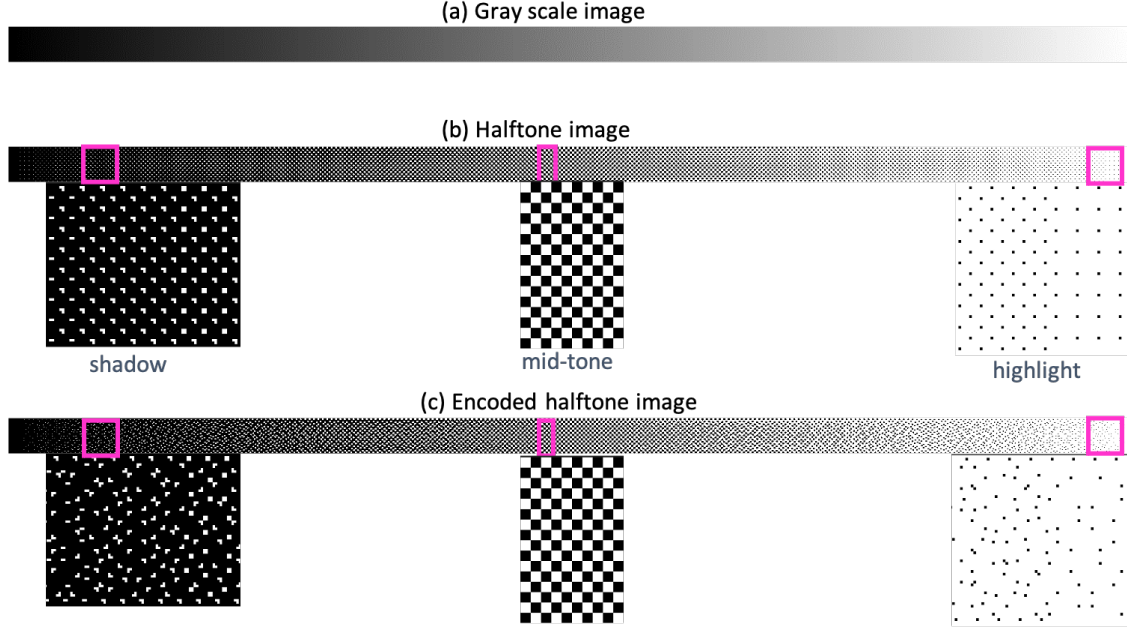 (a) Gray scale image
(b) Halftone image
shadow
mid-tone
highlight
(c) Encoded halftone image